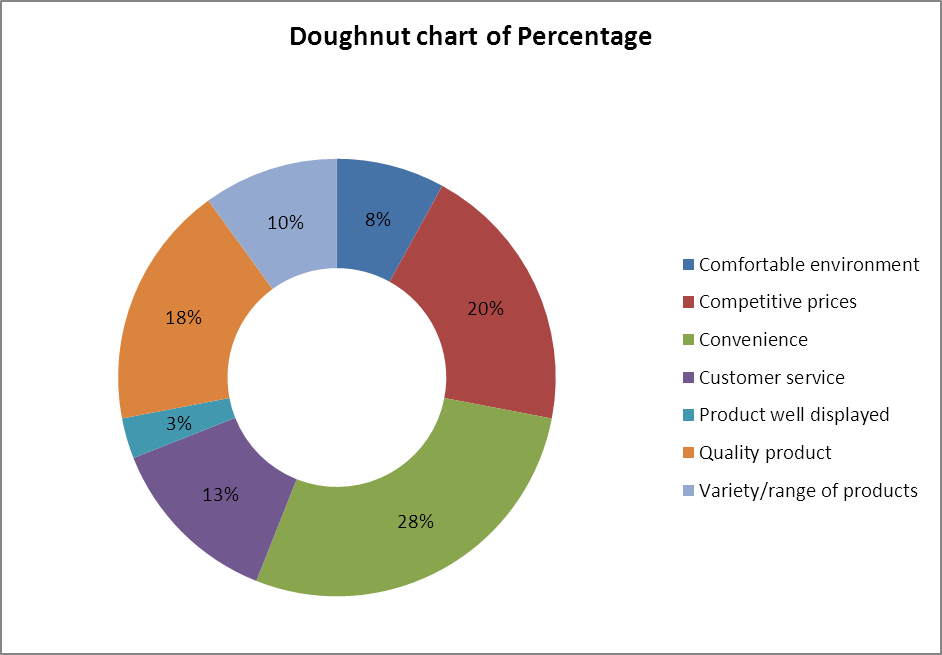 Doughnut chart of Percentage
8%
20%
28%
13%
3%
18%
10%
Comfortable environment
Competitive prices
Convenience
Customer service
Product well displayed
Quality product
Variety/range of products